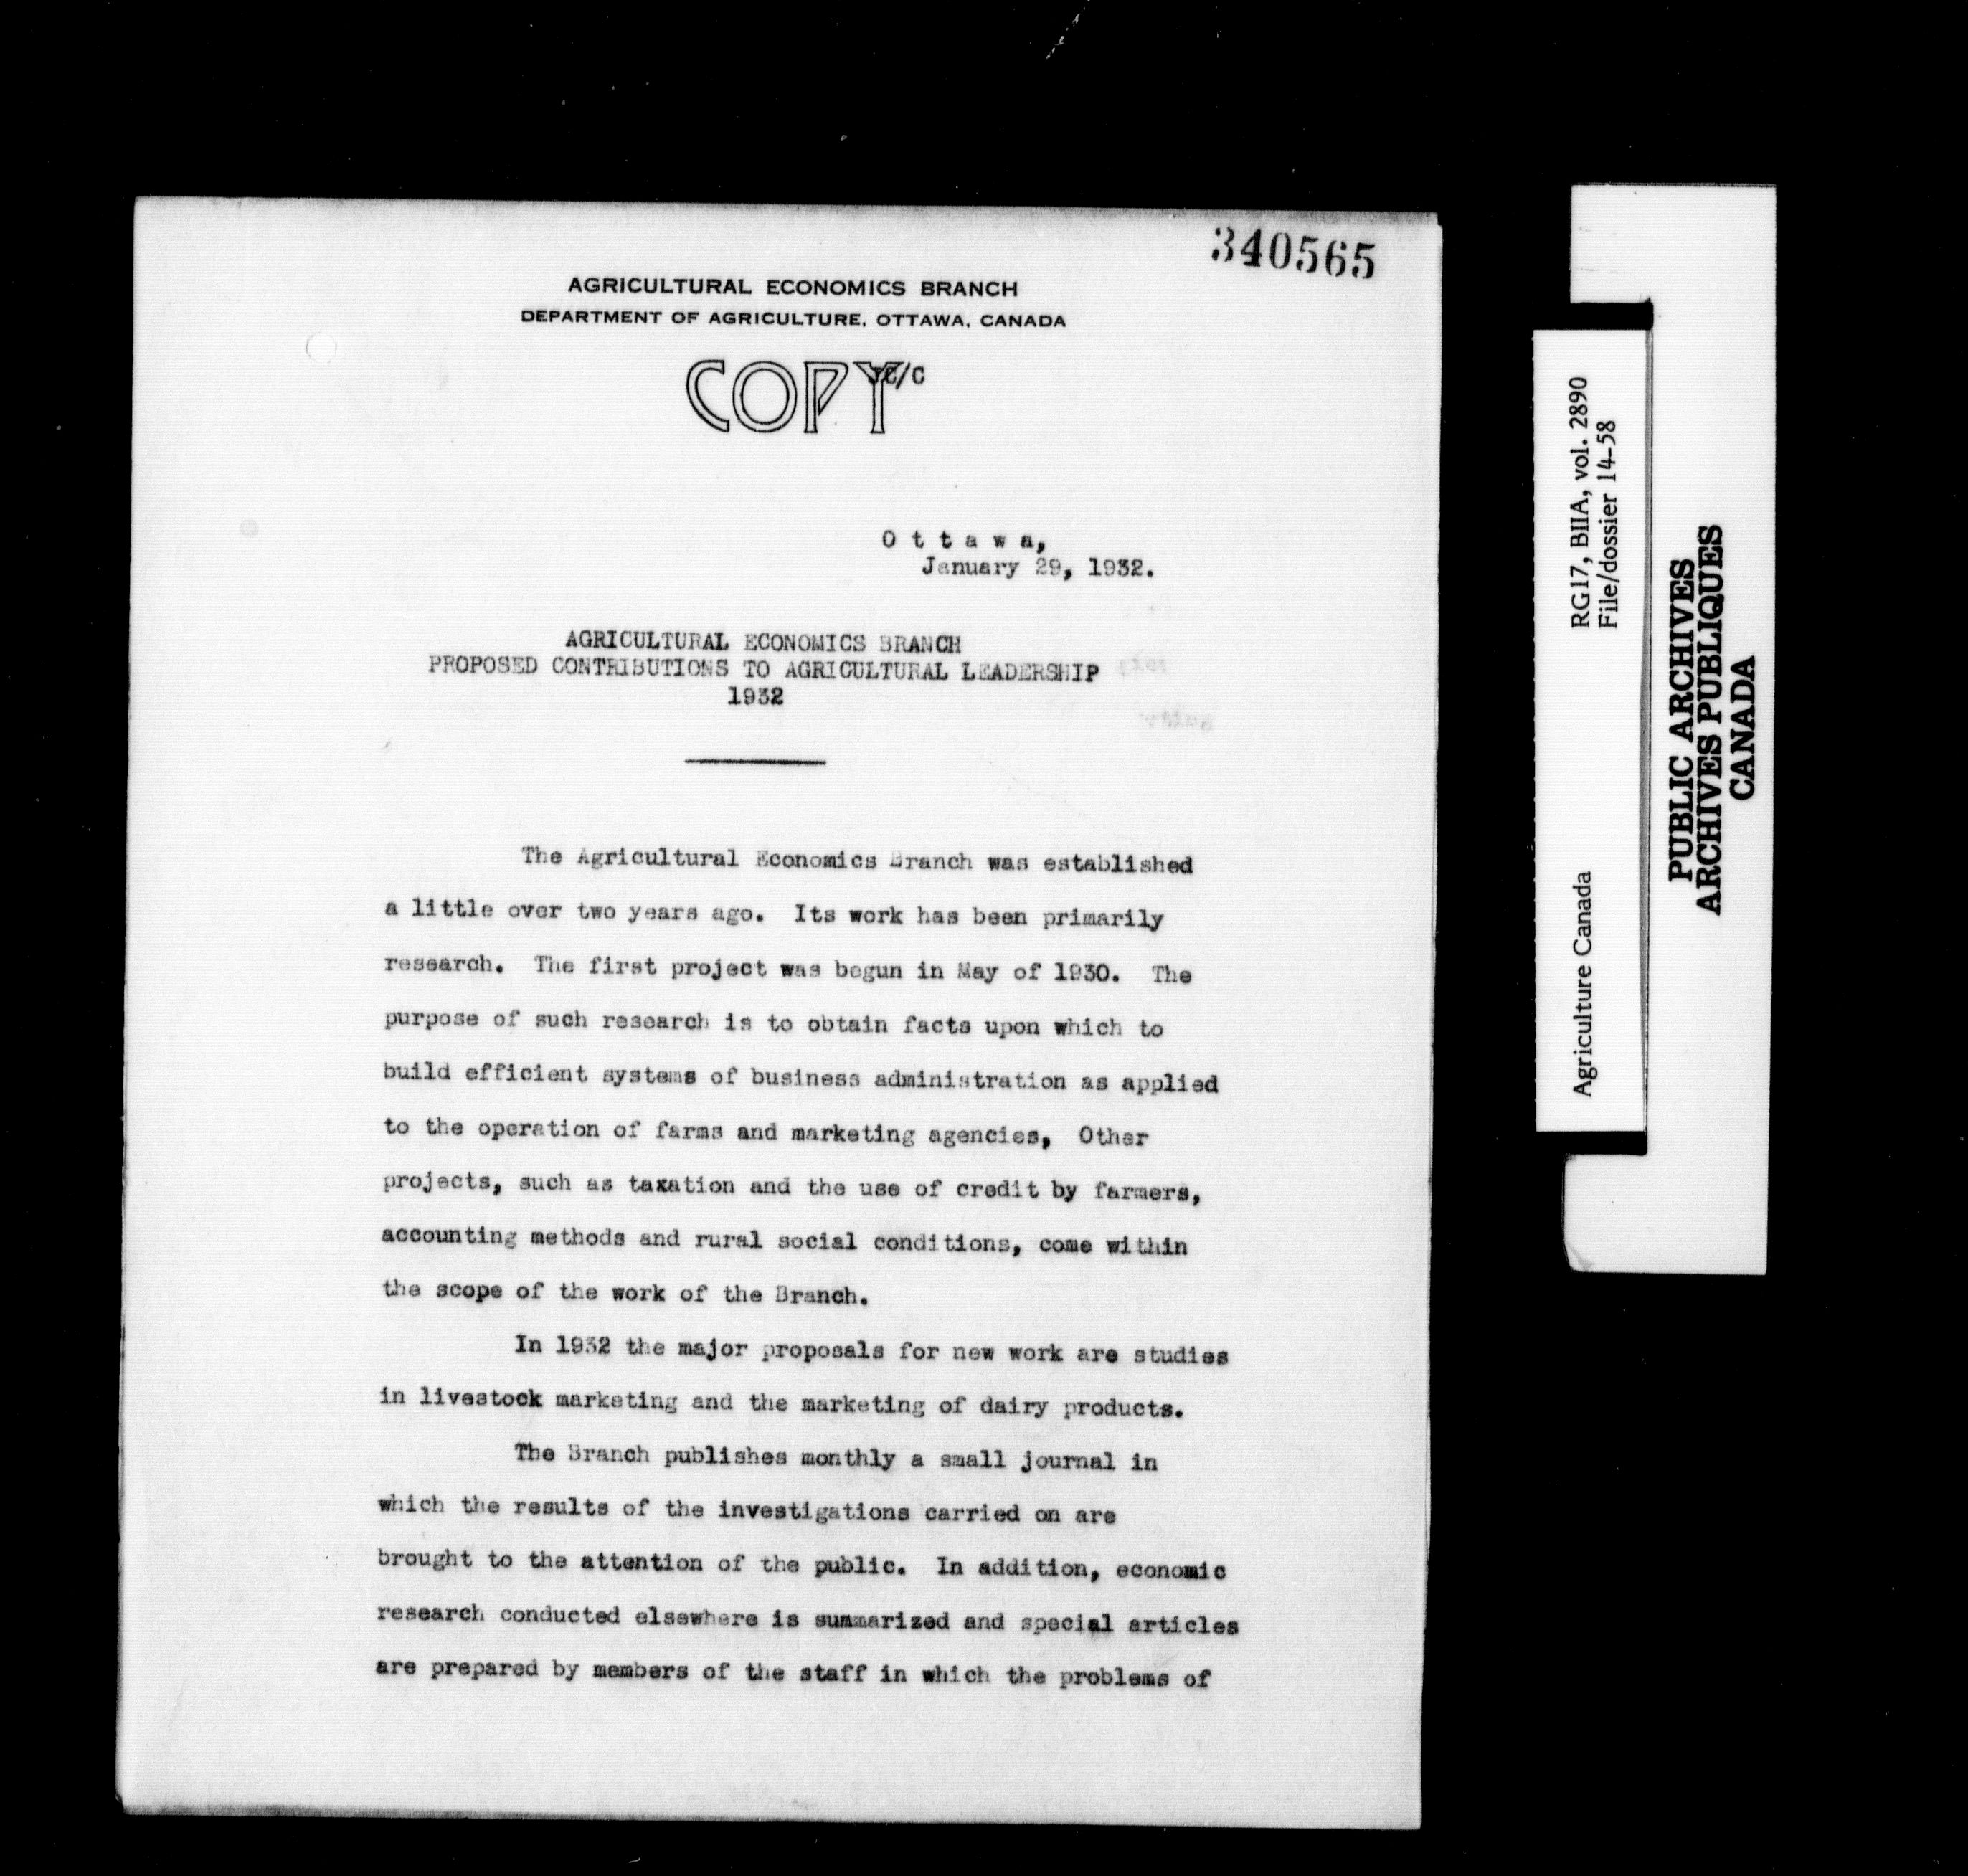 340565
AGRICULTURAL ECONOMICS BRANCH
DEPARTMENT OF AGRICULTURE, OTTAWA, CANADA
COPY
/C
Ottawa,
January 29, 1932.
AGRICULTURAL ECONOMICS BRANCH
PROPOSED CONTRIBUTIONS TO AGRICULTURAL LEADERSHIP
1932
The Agricultural Economics Branch was established
a little over two years ago. Its work has been primarily
research. The first project was begun in May of 1930. The
purpose of such research is to obtain facts upon which to
build efficient systems of business administration as applied
to the operation of farms and marketing agencies, Other
projects, such as taxation and the use of credit by farmers,
accounting methods and rural social conditions, come within
the scope of the work of the Branch.
In 1932 the major proposals for new work are studies
in livestock marketing and the marketing of dairy products.
The Branch publishes monthly a small journal in
which the results of the investigations carried on are
brought to the attention of the public. In addition, economic
research conducted elsewhere is summarized and special articles
are prepared by members of the staff in which the problems of
Agriculture Canada
RG17, BIIA, vol. 2890
File/dossier 14-58
PUBLIC ARCHIVES
ARCHIVES PUBLIQUES
CANADA